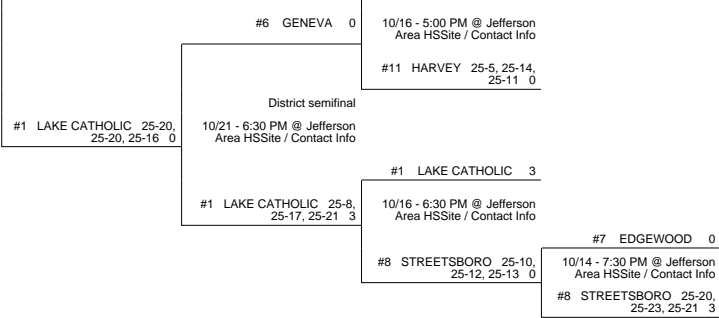 #6 GENEVA 0
10/16 - 5:00 PM @ Jefferson
Area HSSite / Contact Info
#11 HARVEY 25-5, 25-14,
25-11 0
District semifinal
#1 LAKE CATHOLIC 25-20,
25-20, 25-16 0
10/21 - 6:30 PM @ Jefferson
Area HSSite / Contact Info
#1 LAKE CATHOLIC 3
#1 LAKE CATHOLIC 25-8,
25-17, 25-21 3
10/16 - 6:30 PM @ Jefferson
Area HSSite / Contact Info
#7 EDGEWOOD 0
#8 STREETSBORO 25-10,
25-12, 25-13 0
10/14 - 7:30 PM @ Jefferson
Area HSSite / Contact Info
#8 STREETSBORO 25-20,
25-23, 25-21 3